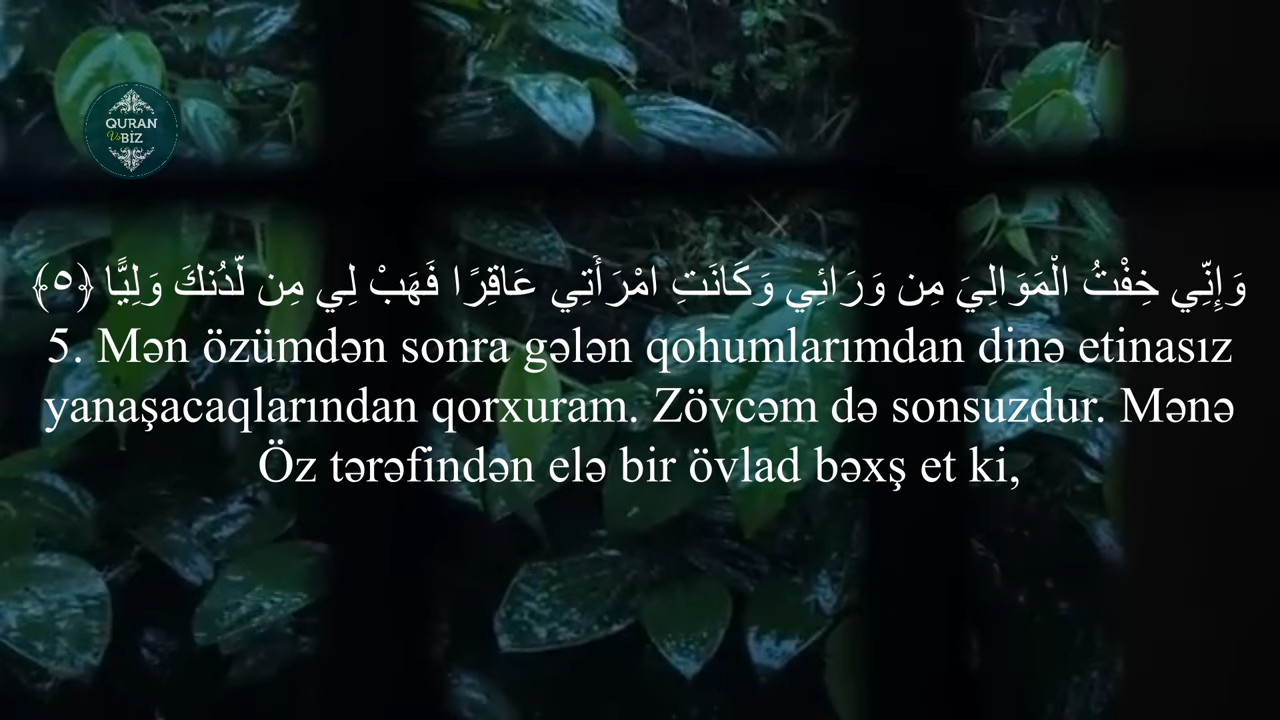 QURAN
Və
BİZ
وَإِنِّي خِفْتُ الْمَوَالِيَ مِن وَرَائِي وَكَانَتِ امْرَأَتِي عَاقِرًا فَهَبْ لِي مِن لَّدُنكَ وَلِيًّا ﴿٥﴾
5. Mən özümdən sonra gələn qohumlarımdan dinə etinasız
yanaşacaqlarından qorxuram. Zövcəm də sonsuzdur. Mənə
Öz tərəfindən elə bir övlad bəxş et ki,